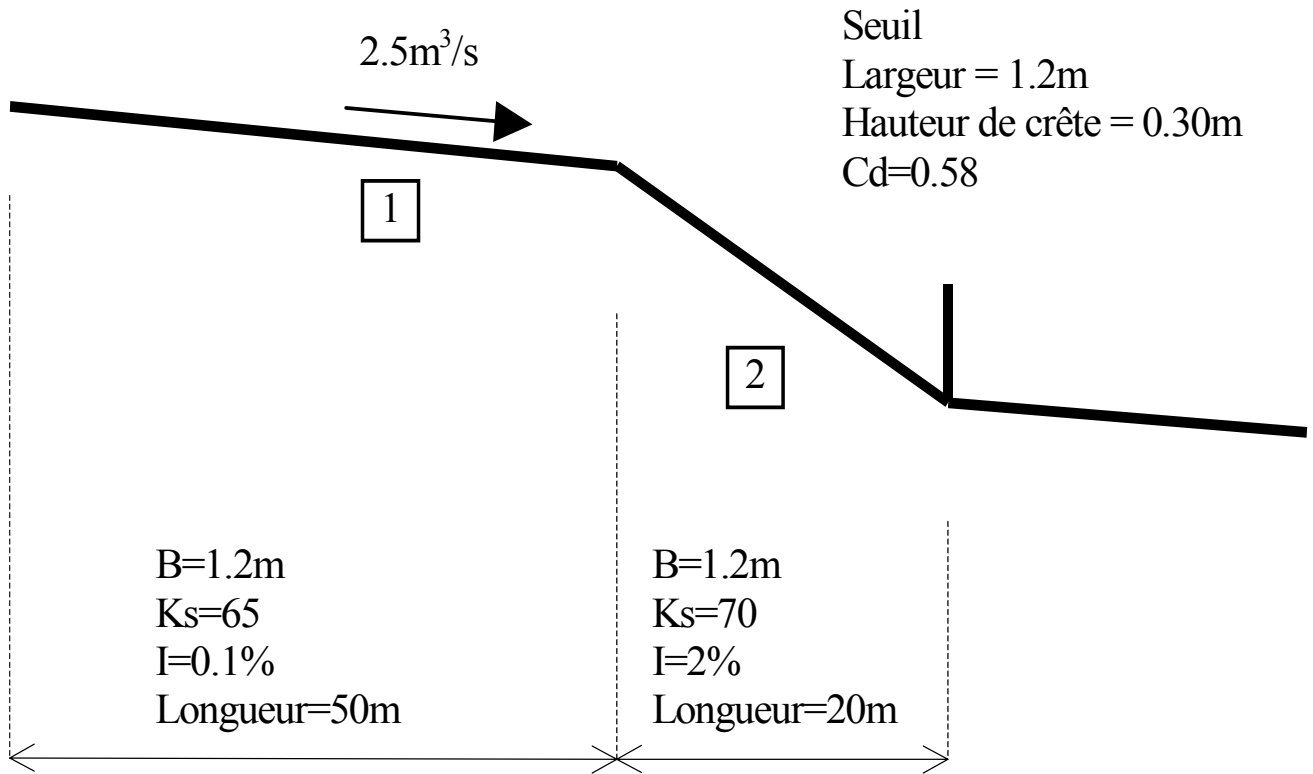 2.5m³/s
Seuil
Largeur = 1.2m
Hauteur de crête = 0.30m
Cd=0.58
1
2
B=1.2m
Ks=65
I=0.1%
Longueur=50m
B=1.2m
Ks=70
I=2%
Longueur=20m